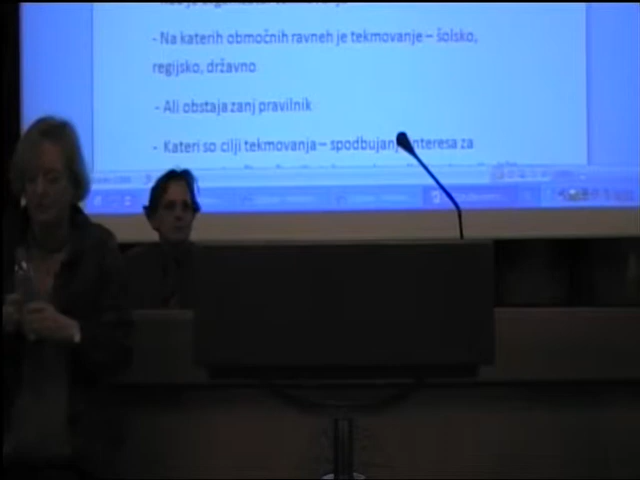 - Na katerih območnih ravneh je tekmovanje – šolsko,
regijsko, državno
- Ali obstaja zanj pravilnik
- Kateri so cilji tekmovanja – spodbujanje interesa za